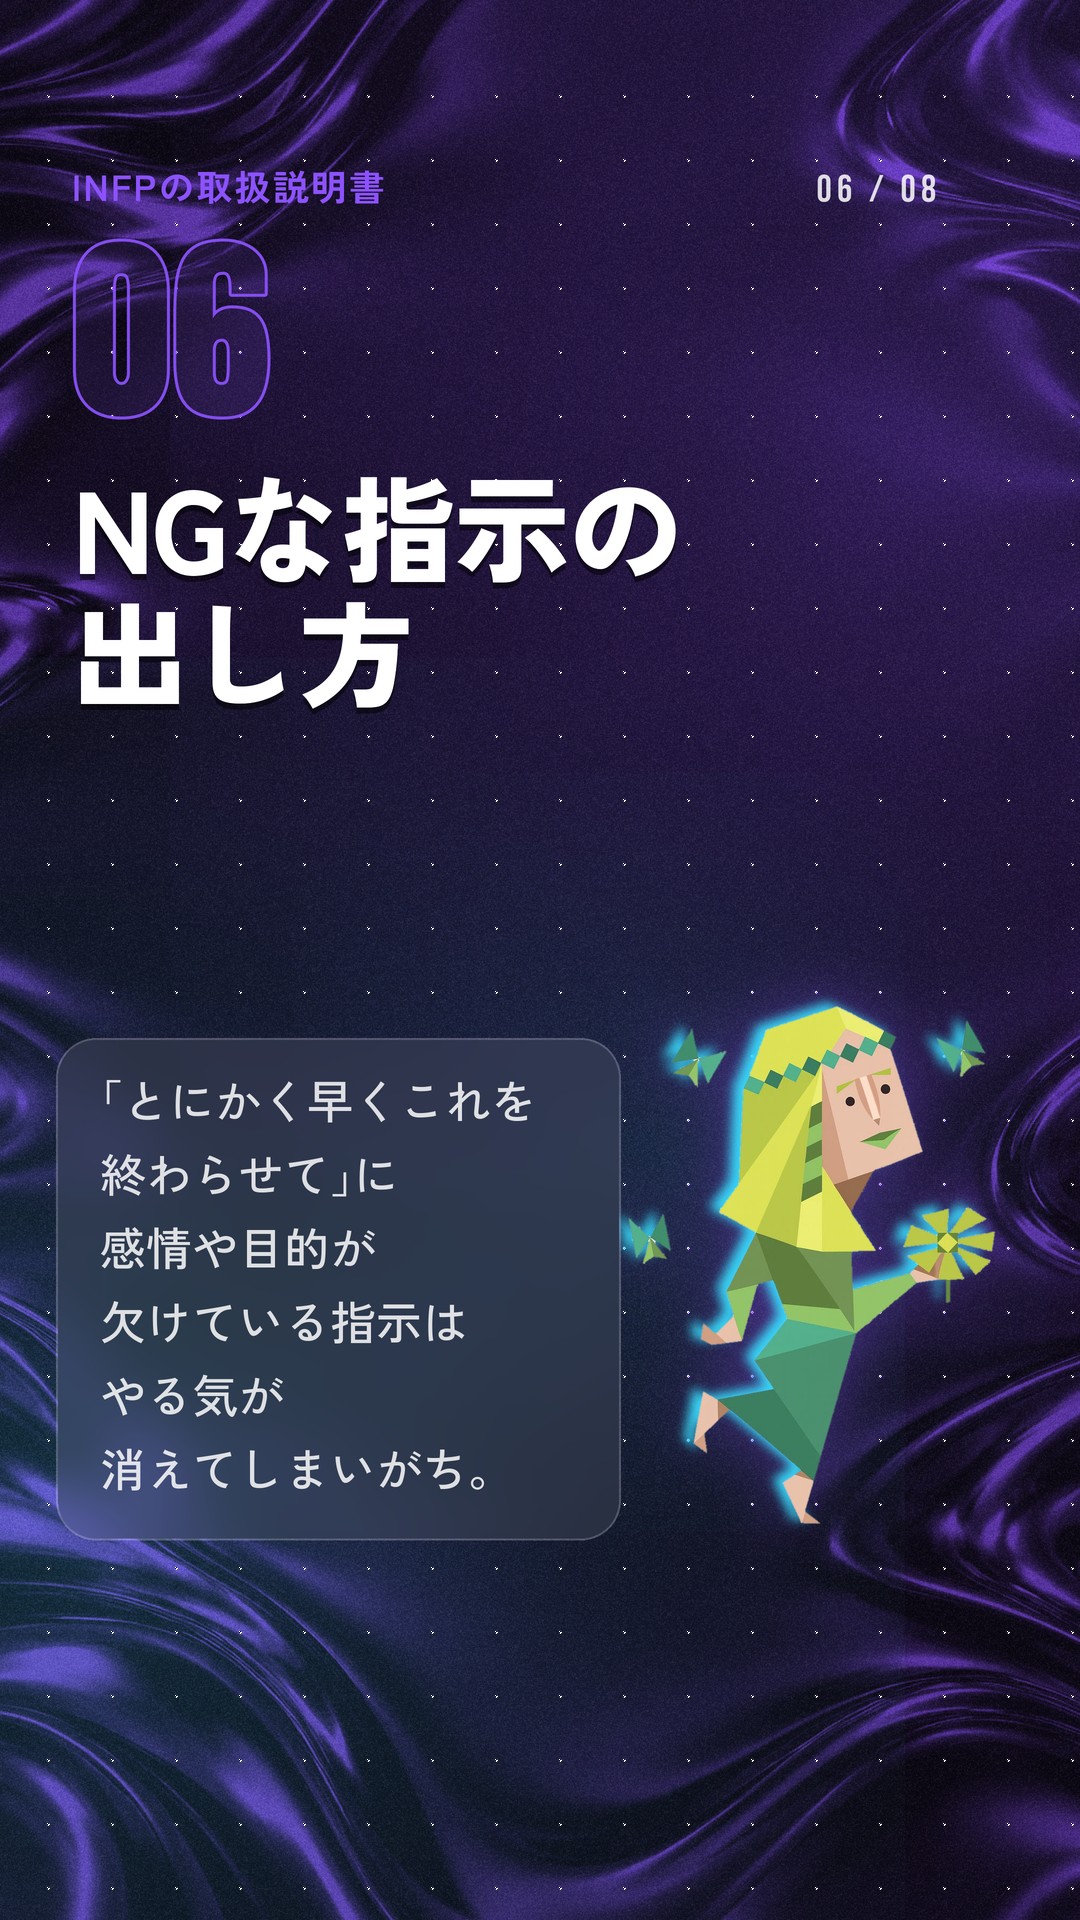 INFPの取扱説明書
06 / 08
06
NGな指示の
出し方
「とにかく早くこれを
終わらせて」に
感情や目的が
欠けている指示は
やる気が
消えてしまいがち。